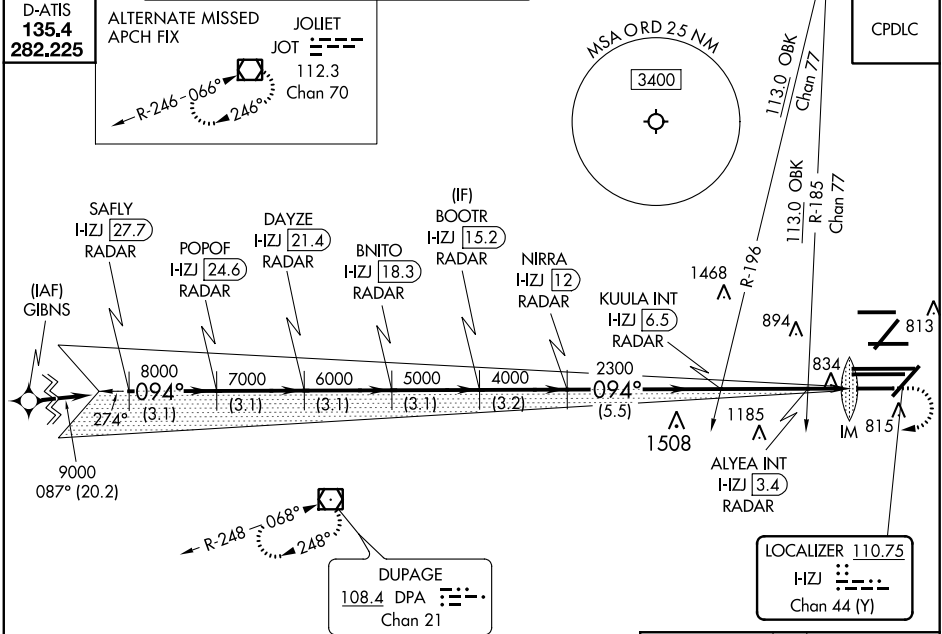 D-ATIS
135.4
282.225
ALTERNATE MISSED
APCH FIX
JOLIET
JOT
112.3
Chan 70
R-246
066°
246°
MSA ORD 25 NM
3400
113.0 OBK
Chan 77
R-196
113.0 OBK
R-185
Chan 77
CPDLC
(IAF)
GIBNS
SAFLY
I-IZJ 27.7
RADAR
POPOF
I-IZJ 24.6
RADAR
DAYZE
I-IZJ 21.4
RADAR
BNITO
I-IZJ 18.3
RADAR
(IF)
BOOTR
I-IZJ 15.2
RADAR
NIRRA
I-IZJ 12
RADAR
KUULA INT
I-IZJ 6.5
RADAR
1468
894
813
834
8000
094°
(3.1)
7000
(3.1)
6000
(3.1)
5000
(3.1)
4000
(3.2)
2300
094°
(5.5)
274°
9000
087° (20.2)
1508
1185
IM
815
ALYEA INT
I-IZJ 3.4
RADAR
R-248
068°
248°
DUPAGE
108.4 DPA
Chan 21
LOCALIZER 110.75
I-IZJ
Chan 44 (Y)